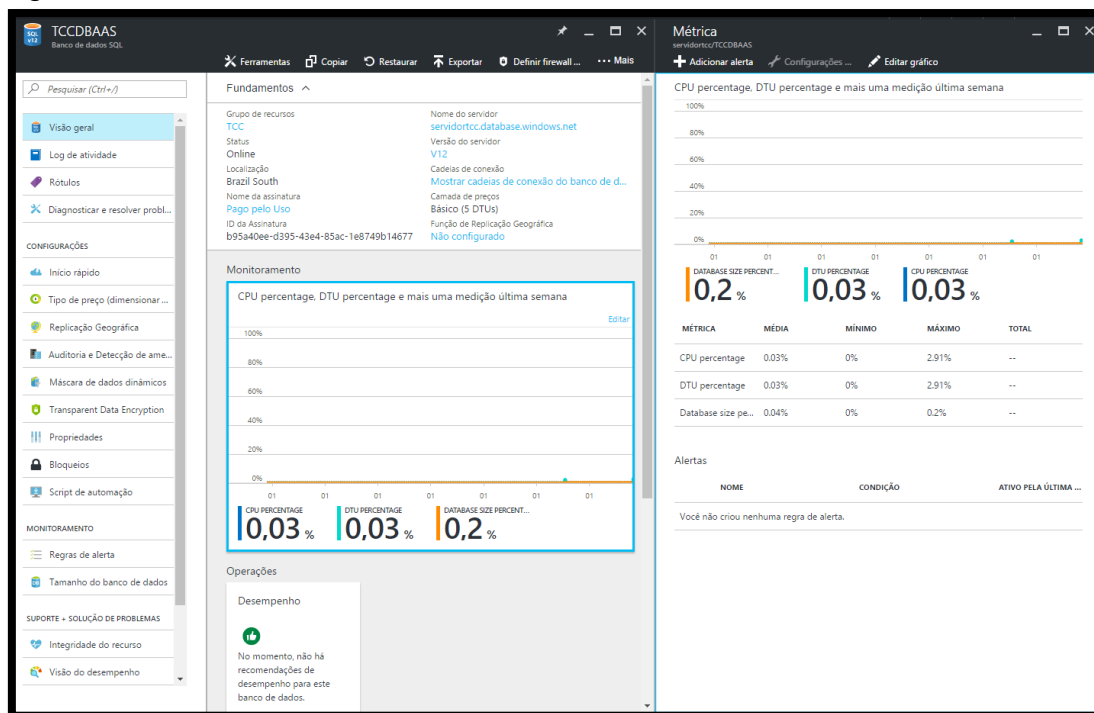 TCCDBAAS
Banco de dados SQL
Ferramentas Copiar Restaurar Exportar Definir firewall ... Mais
Pesquisar (Ctrl+/)
Visão geral
Log de atividade
Rótulos
Diagnosticar e resolver probl...
CONFIGURAÇÕES
Início rápido
Tipo de preço (dimensionar ...
Replicação Geográfica
Auditoria e Detecção de ame...
Máscara de dados dinâmicos
Transparent Data Encryption
Propriedades
Bloqueios
Script de automação
MONITORAMENTO
Regras de alerta
Tamanho do banco de dados
SUPORTE + SOLUÇÃO DE PROBLEMAS
Integridade do recurso
Visão do desempenho
Fundamentos
Grupo de recursos
TCC
Status
Online
Localização
Brazil South
Nome da assinatura
Pago pelo Uso
ID da Assinatura
b95a40ee-d395-43e4-85ac-1e8749b14677
Nome do servidor
servidortcc.database.windows.net
Versão do servidor
V12
Cadeias de conexão
Mostrar cadeias de conexão do banco de d...
Camada de preços
Básico (5 DTUs)
Função de Replicação Geográfica
Não configurado
Monitoramento
CPU percentage, DTU percentage e mais uma medição última semana
Editar
100%
80%
60%
40%
20%
0%
01 01 01 01 01 01 01
CPU PERCENTAGE DTU PERCENTAGE DATABASE SIZE PERCENT...
0,03 % 0,03 % 0,2 %
Operações
Desempenho
No momento, não há
recomendações de
desempenho para este
banco de dados.
Métrica
servidortcc/TCCDBAAS
Adicionar alerta Configurações ... Editar gráfico
CPU percentage, DTU percentage e mais uma medição última semana
100%
80%
60%
40%
20%
0%
01 01 01 01 01 01 01
DATABASE SIZE PERCENT... DTU PERCENTAGE CPU PERCENTAGE
0,2 % 0,03 % 0,03 %
MÉTRICA MÉDIA MÍNIMO MÁXIMO TOTAL
CPU percentage 0.03% 0% 2.91% --
DTU percentage 0.03% 0% 2.91% --
Database size pe... 0.04% 0% 0.2% --
Alertas
NOME CONDIÇÃO ATIVO PELA ÚLTIMA ...
Você não criou nenhuma regra de alerta.